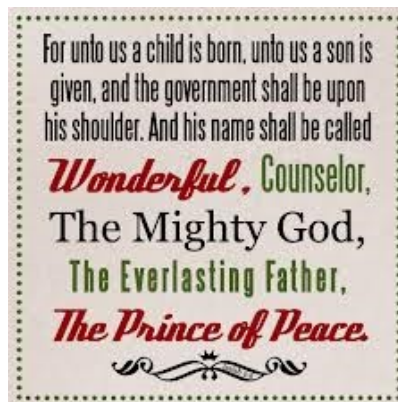 For unto us a child is born, unto us a son is
given, and the government shall be upon
his shoulder. And his name shall be called
Wonderful, Counselor,
The Mighty God,
The Everlasting Father,
The Prince of Peace.